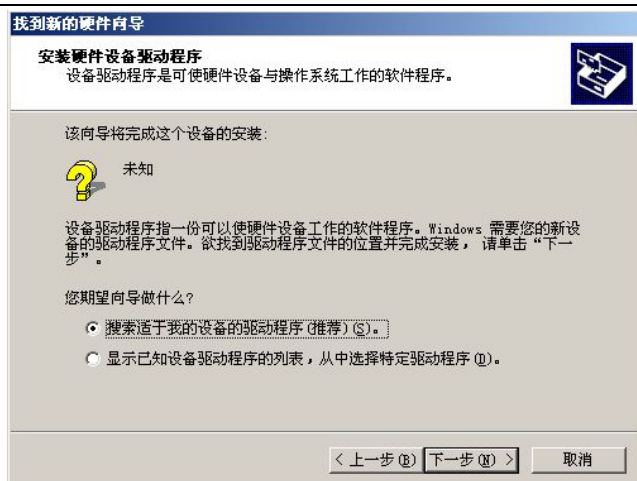 找到新的硬件向导
安装硬件设备驱动程序
设备驱动程序是可使硬件设备与操作系统工作的软件程序。
该向导将完成这个设备的安装:
未知
设备驱动程序指一份可以使硬件设备工作的软件程序。Windows 需要您的新设
备的驱动程序文件。欲找到驱动程序文件的位置并完成安装，请单击“下一
步”。
您期望向导做什么?
搜索适于我的设备的驱动程序(推荐)(S)。
显示已知设备驱动程序的列表，从中选择特定驱动程序(D)。
< 上一步(B) 下一步(N) > 取消